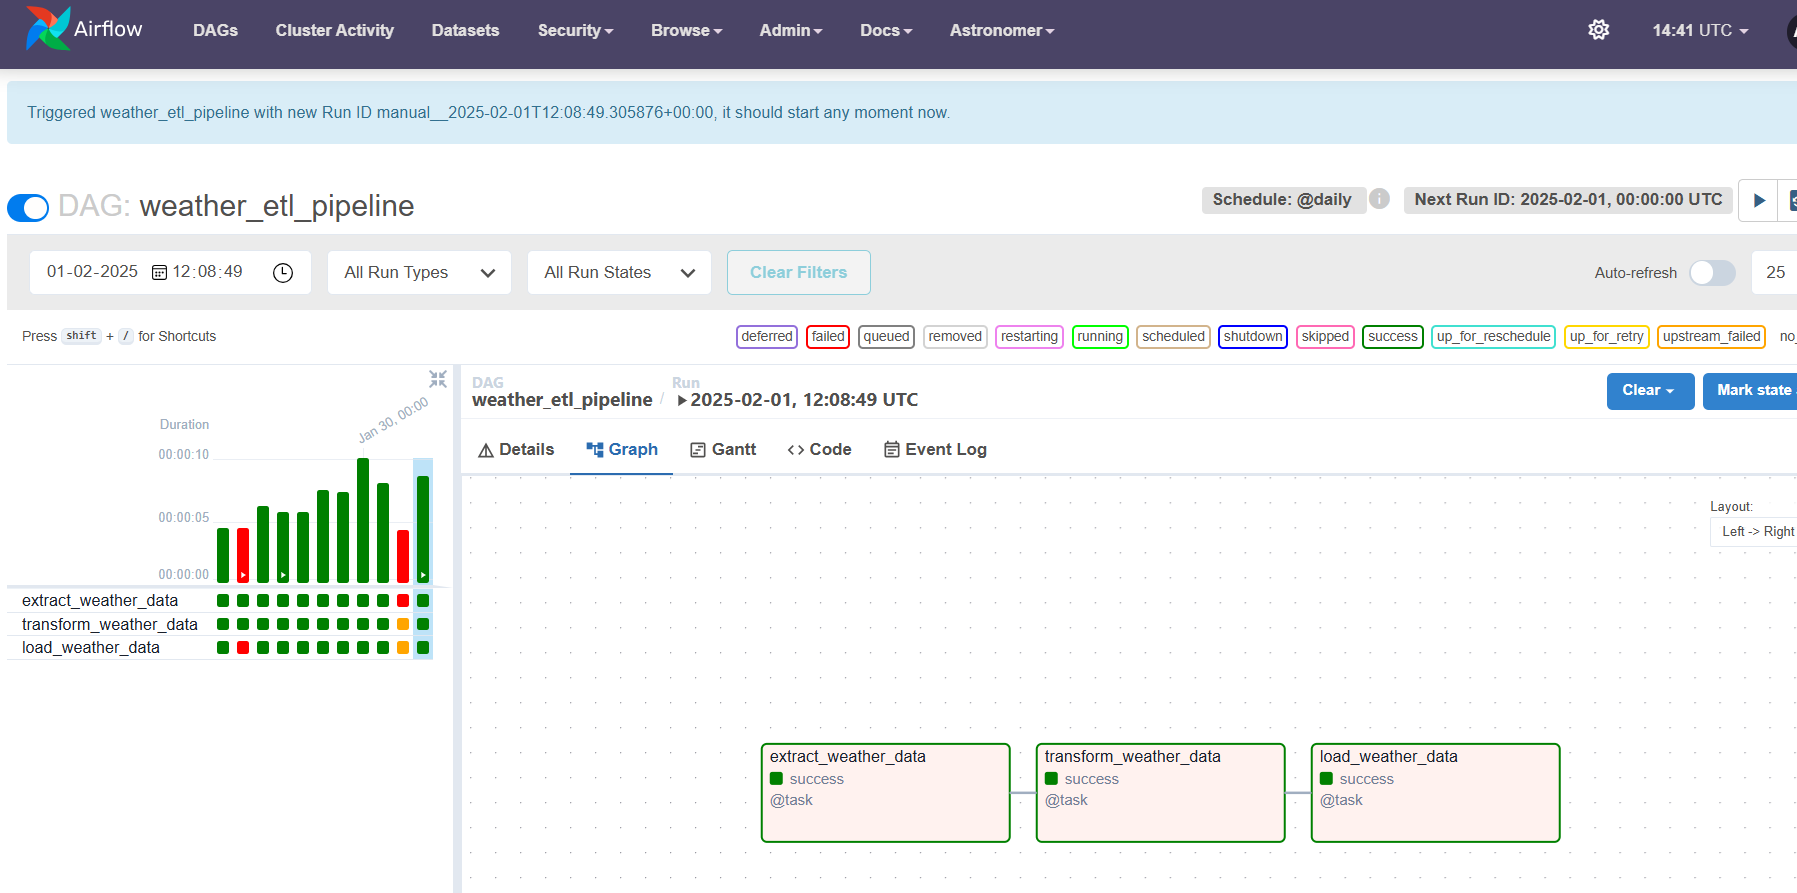 Airflow DAGs Cluster Activity Datasets Security Browse Admin Docs Astronomer 14:41 UTC
Triggered weather_etl_pipeline with new Run ID manual__2025-02-01T12:08:49.305876+00:00, it should start any moment now.
DAG: weather_etl_pipeline Schedule: @daily i Next Run ID: 2025-02-01, 00:00:00 UTC
01-02-2025 12:08:49 All Run Types All Run States Clear Filters Auto-refresh 25
Press shift + / for Shortcuts deferred failed queued removed restarting running scheduled shutdown skipped success up_for_reschedule up_for_retry upstream_failed no_
DAG Run
weather_etl_pipeline / 2025-02-01, 12:08:49 UTC Clear Mark state
Jan 30, 00:00
Duration
00:00:10
00:00:05
00:00:00
extract_weather_data
transform_weather_data
load_weather_data
Details Graph Gantt Code Event Log
Layout:
Left -> Right
extract_weather_data
success
@task
transform_weather_data
success
@task
load_weather_data
success
@task